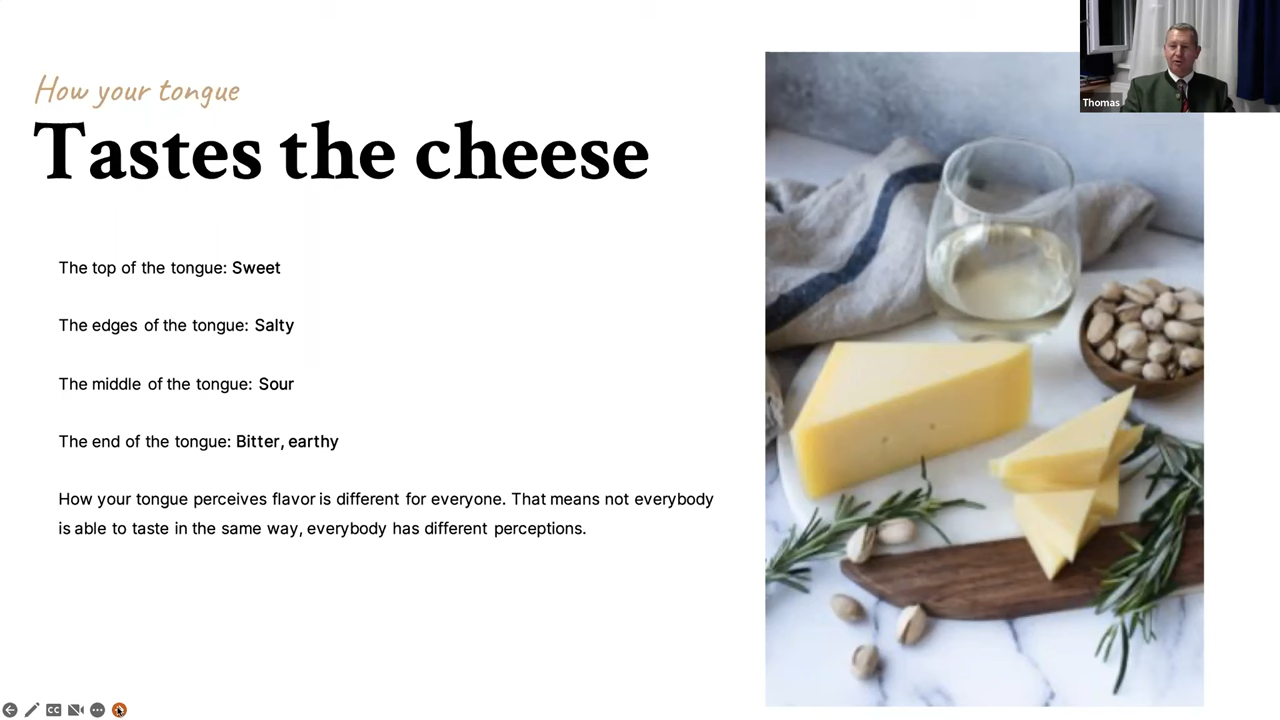 How your tongue
Tastes the cheese
The top of the tongue: Sweet
The edges of the tongue: Salty
The middle of the tongue: Sour
The end of the tongue: Bitter, earthy
How your tongue perceives flavor is different for everyone. That means not everybody
is able to taste in the same way, everybody has different perceptions.
Thomas
CC